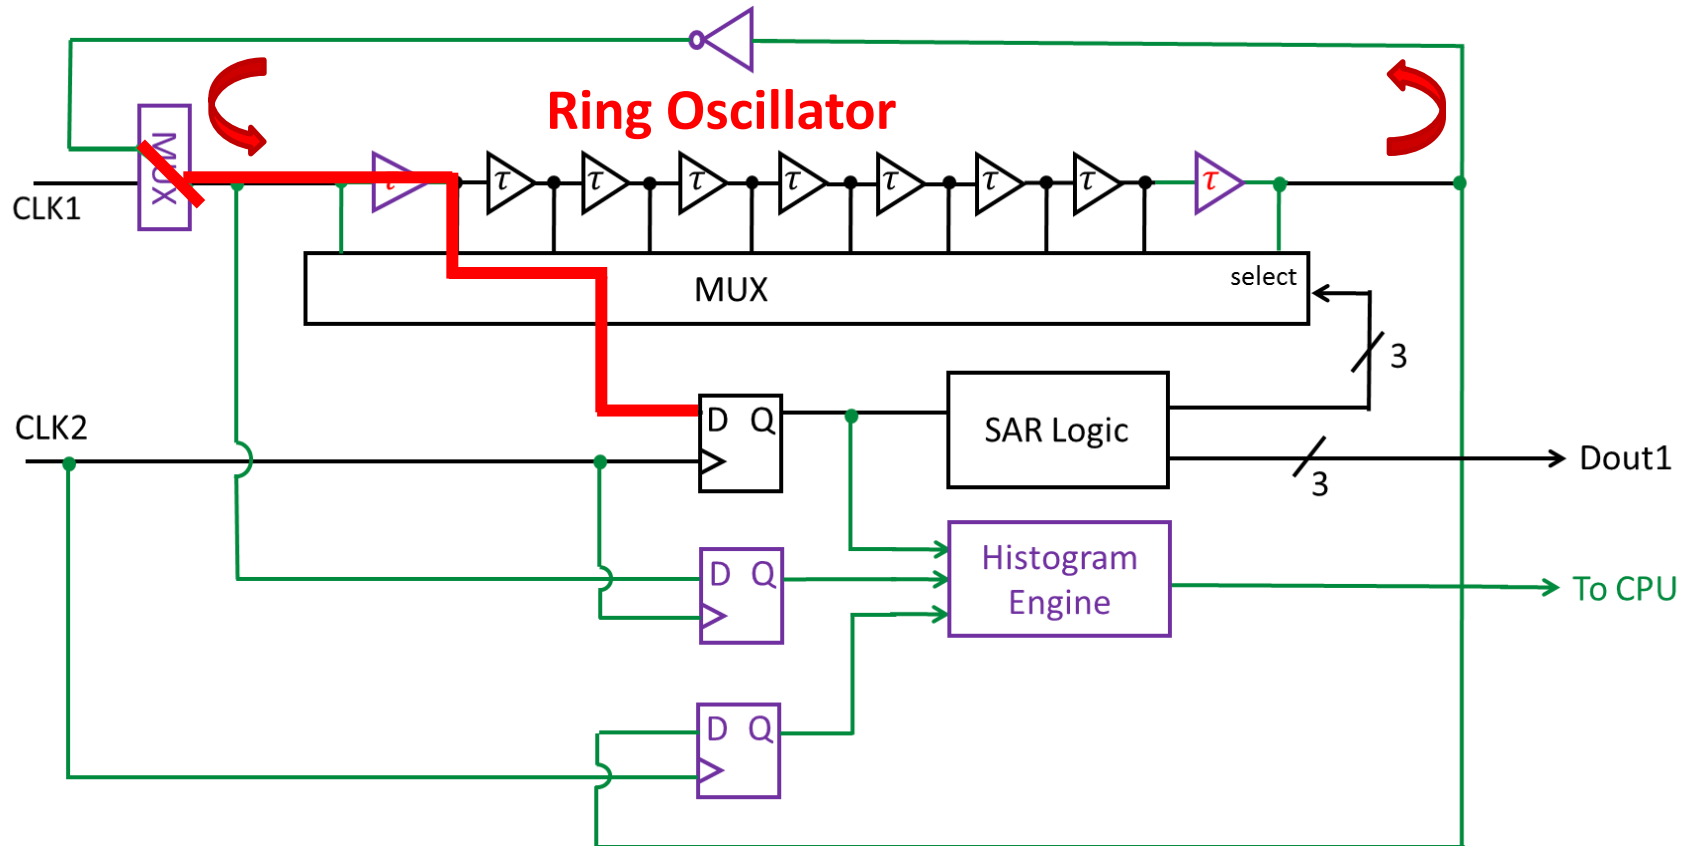 Ring Oscillator
MUX
CLK1
τ
τ
τ
τ
τ
τ
τ
τ
τ
MUX
select
3
CLK2
D Q
SAR Logic
3
Dout1
D Q
Histogram
Engine
To CPU
D Q